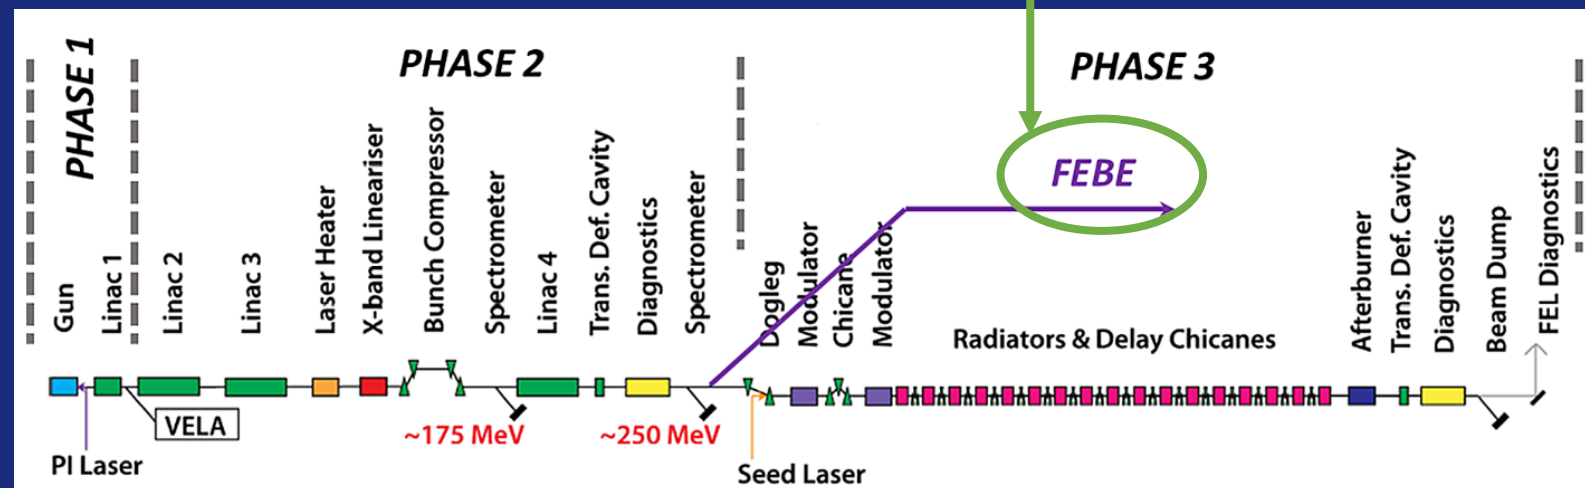 PHASE 1
PHASE 2
PHASE 3
FEBE
Gun
Linac 1
Linac 2
Linac 3
Laser Heater
X-band Lineariser
Bunch Compressor
Spectrometer
Linac 4
Trans. Def. Cavity
Diagnostics
Spectrometer
Dogleg
Modulator
Chicane
Modulator
Radiators & Delay Chicanes
Afterburner
Trans. Def. Cavity
Diagnostics
Beam Dump
FEL Diagnostics
VELA
~175 MeV
~250 MeV
PI Laser
Seed Laser